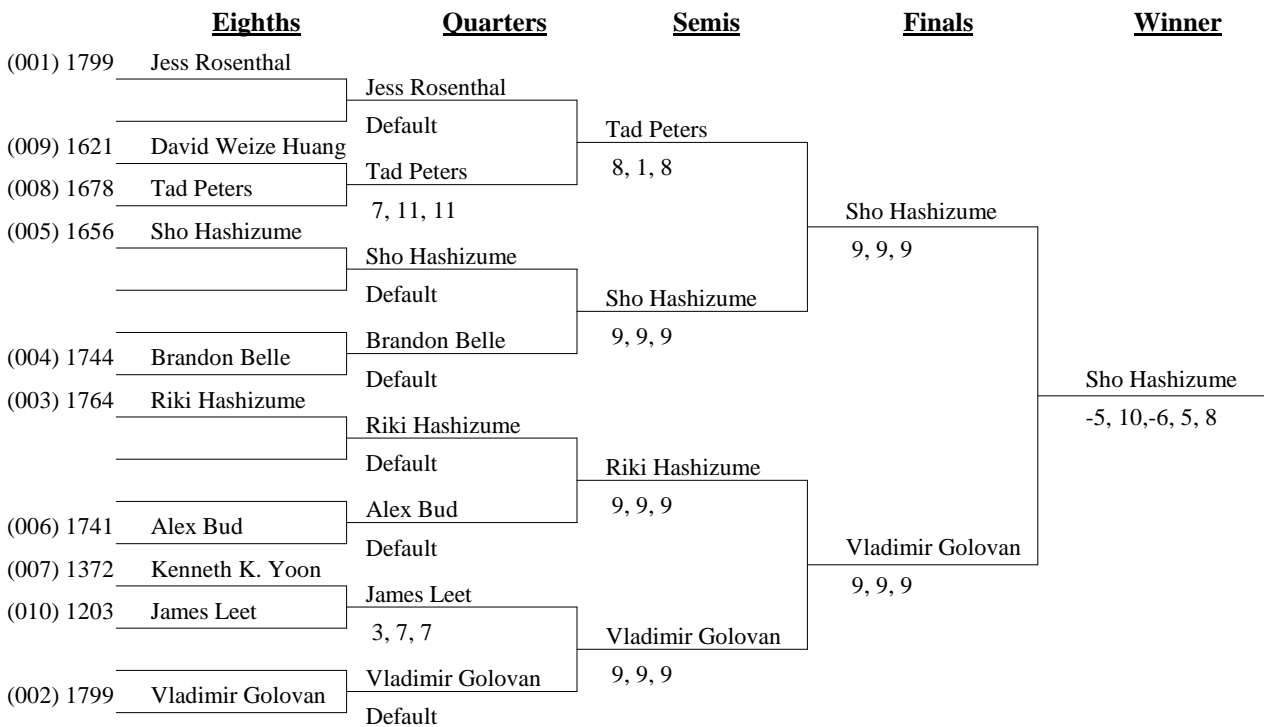 Eighths Quarters Semis Finals Winner
(001) 1799 Jess Rosenthal
Jess Rosenthal
Default
Tad Peters
(009) 1621 David Weize Huang
8, 1, 8
Tad Peters
(008) 1678 Tad Peters
7, 11, 11
Sho Hashizume
(005) 1656 Sho Hashizume
9, 9, 9
Sho Hashizume
Default
Sho Hashizume
9, 9, 9
Brandon Belle
(004) 1744 Brandon Belle
Default
Sho Hashizume
(003) 1764 Riki Hashizume
-5, 10,-6, 5, 8
Riki Hashizume
Default
Riki Hashizume
9, 9, 9
Alex Bud
(006) 1741 Alex Bud
Default
Vladimir Golovan
(007) 1372 Kenneth K. Yoon
9, 9, 9
James Leet
(010) 1203 James Leet
3, 7, 7
Vladimir Golovan
9, 9, 9
Vladimir Golovan
(002) 1799 Vladimir Golovan
Default